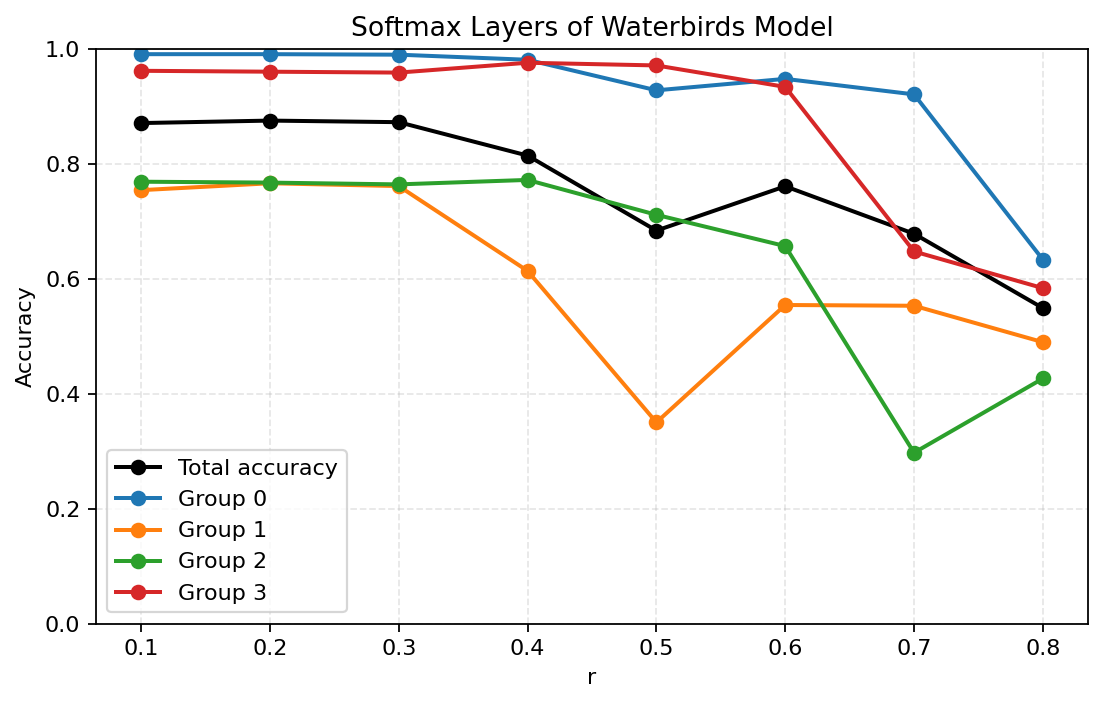 Softmax Layers of Waterbirds Model
Accuracy
1.0
0.8
0.6
0.4
0.2
0.0
Total accuracy
Group 0
Group 1
Group 2
Group 3
0.1 0.2 0.3 0.4 0.5 0.6 0.7 0.8
r